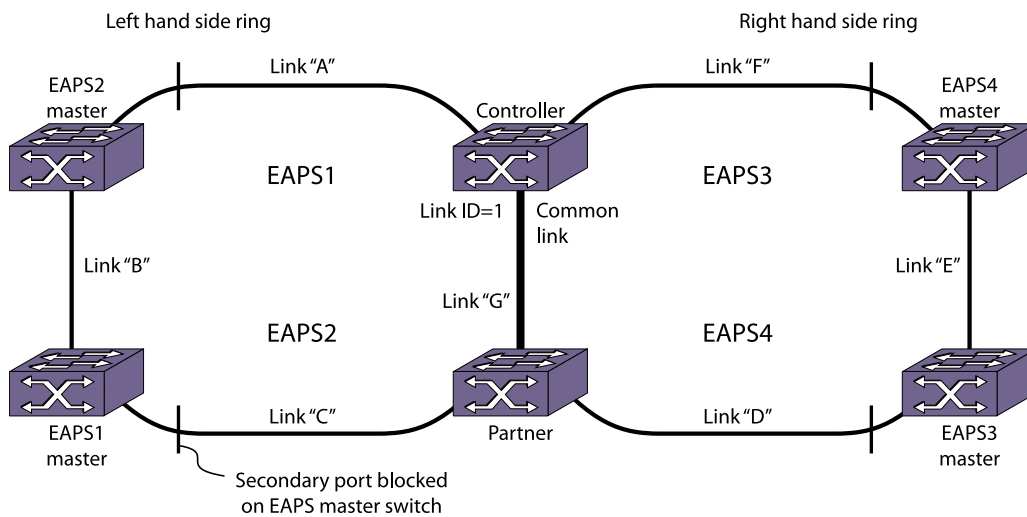 Left hand side ring
Right hand side ring
Link “A”
Link “F”
EAPS2
master
Controller
EAPS4
master
EAPS1
EAPS3
Link ID=1
Common
link
Link “B”
Link “E”
Link “G”
EAPS2
EAPS4
Link “C”
Link “D”
EAPS1
master
Partner
EAPS3
master
Secondary port blocked
on EAPS master switch